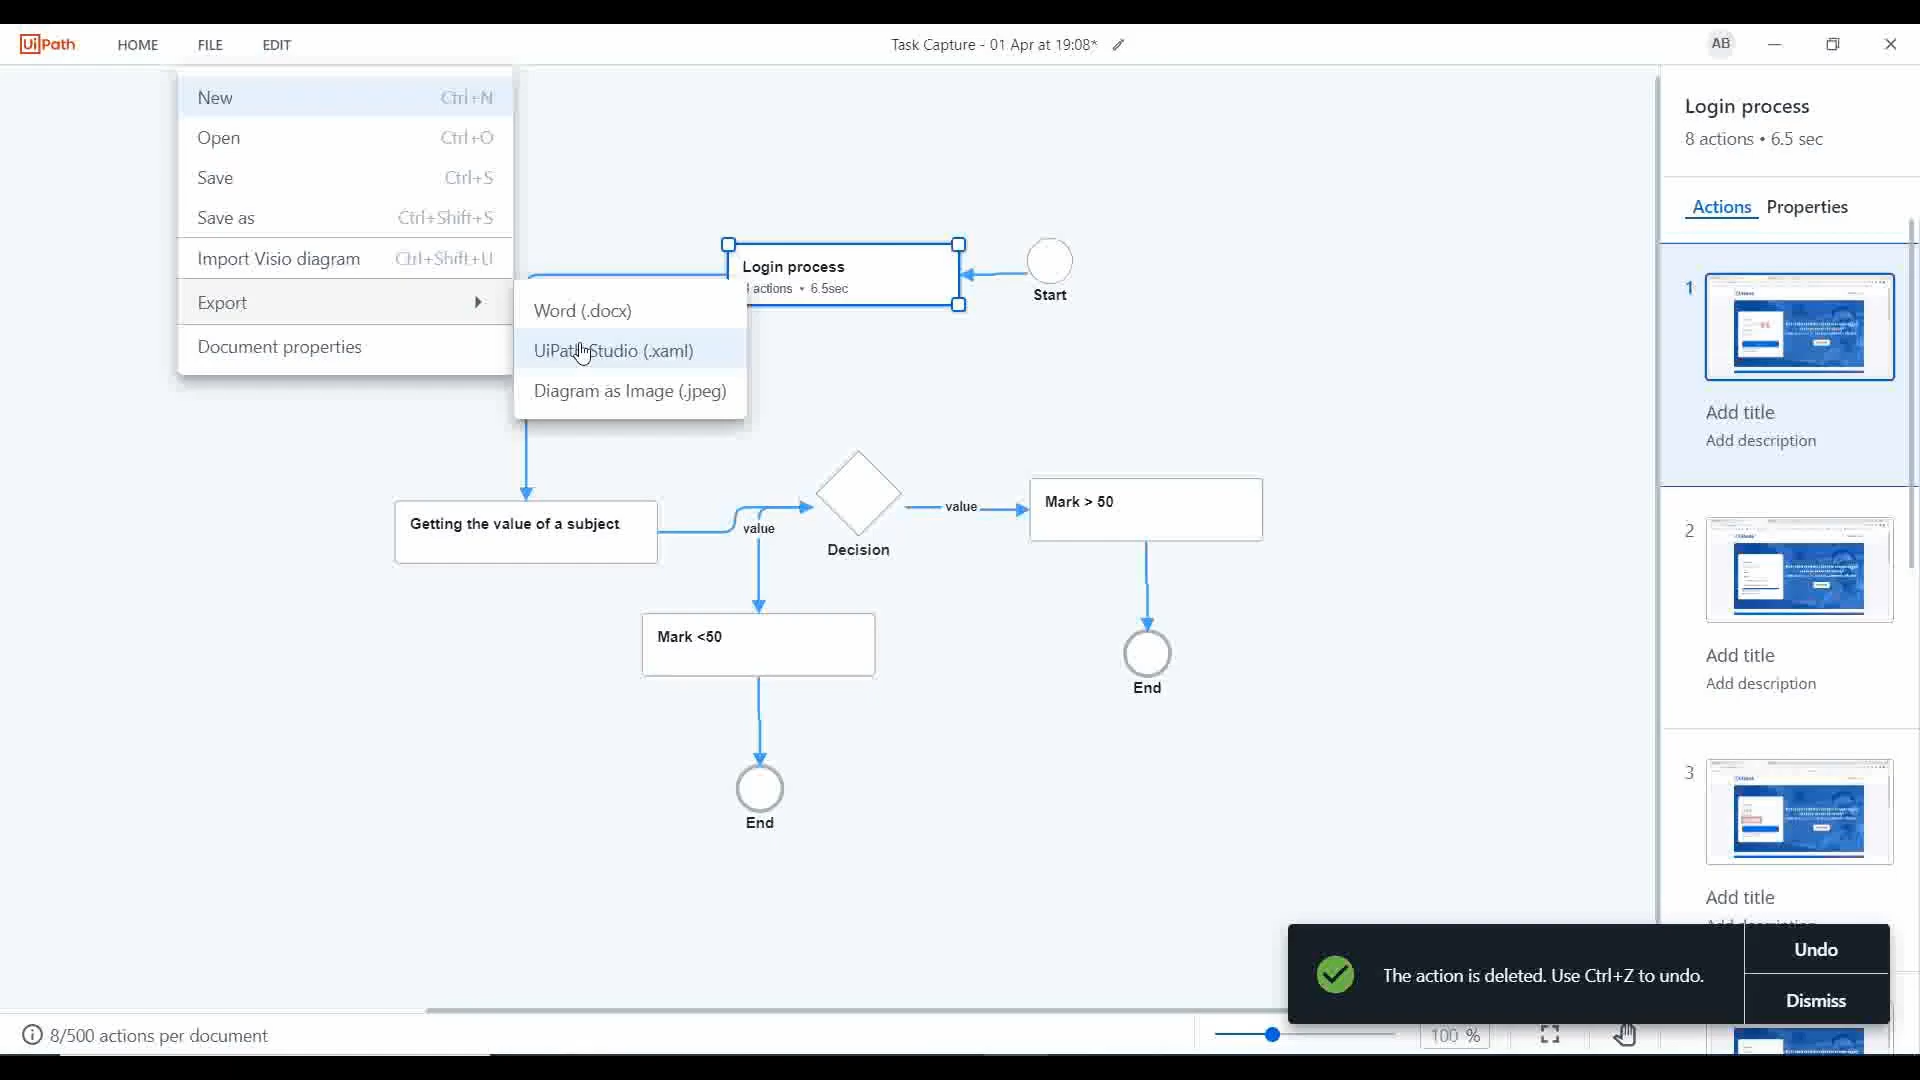 UiPath
HOME
FILE
EDIT
Task Capture - 01 Apr at 19:08*
AB
New Ctrl+N
Open Ctrl+O
Save Ctrl+S
Save as Ctrl+Shift+S
Import Visio diagram Ctrl+Shift+U
Export
Document properties
Word (.docx)
UiPath Studio (.xaml)
Diagram as Image (.jpeg)
Login process
actions • 6.5sec
Start
Getting the value of a subject
value
Decision
value
Mark > 50
Mark <50
End
End
Login process
8 actions • 6.5 sec
Actions
Properties
1
Add title
Add description
2
Add title
Add description
3
Add title
The action is deleted. Use Ctrl+Z to undo.
Undo
Dismiss
8/500 actions per document
100 %